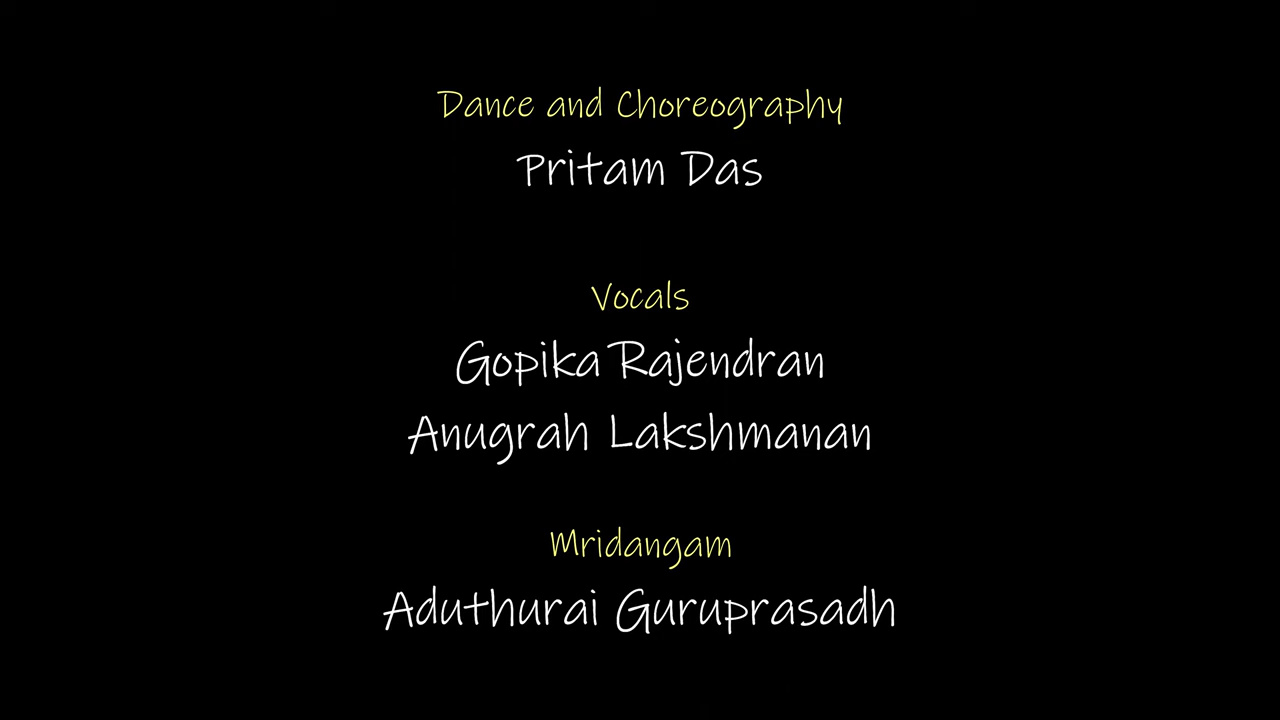 Dance and Choreography
Pritam Das
Vocals
Gopika Rajendran
Anugrah Lakshmanan
Mridangam
Aduthurai Guruprasadh